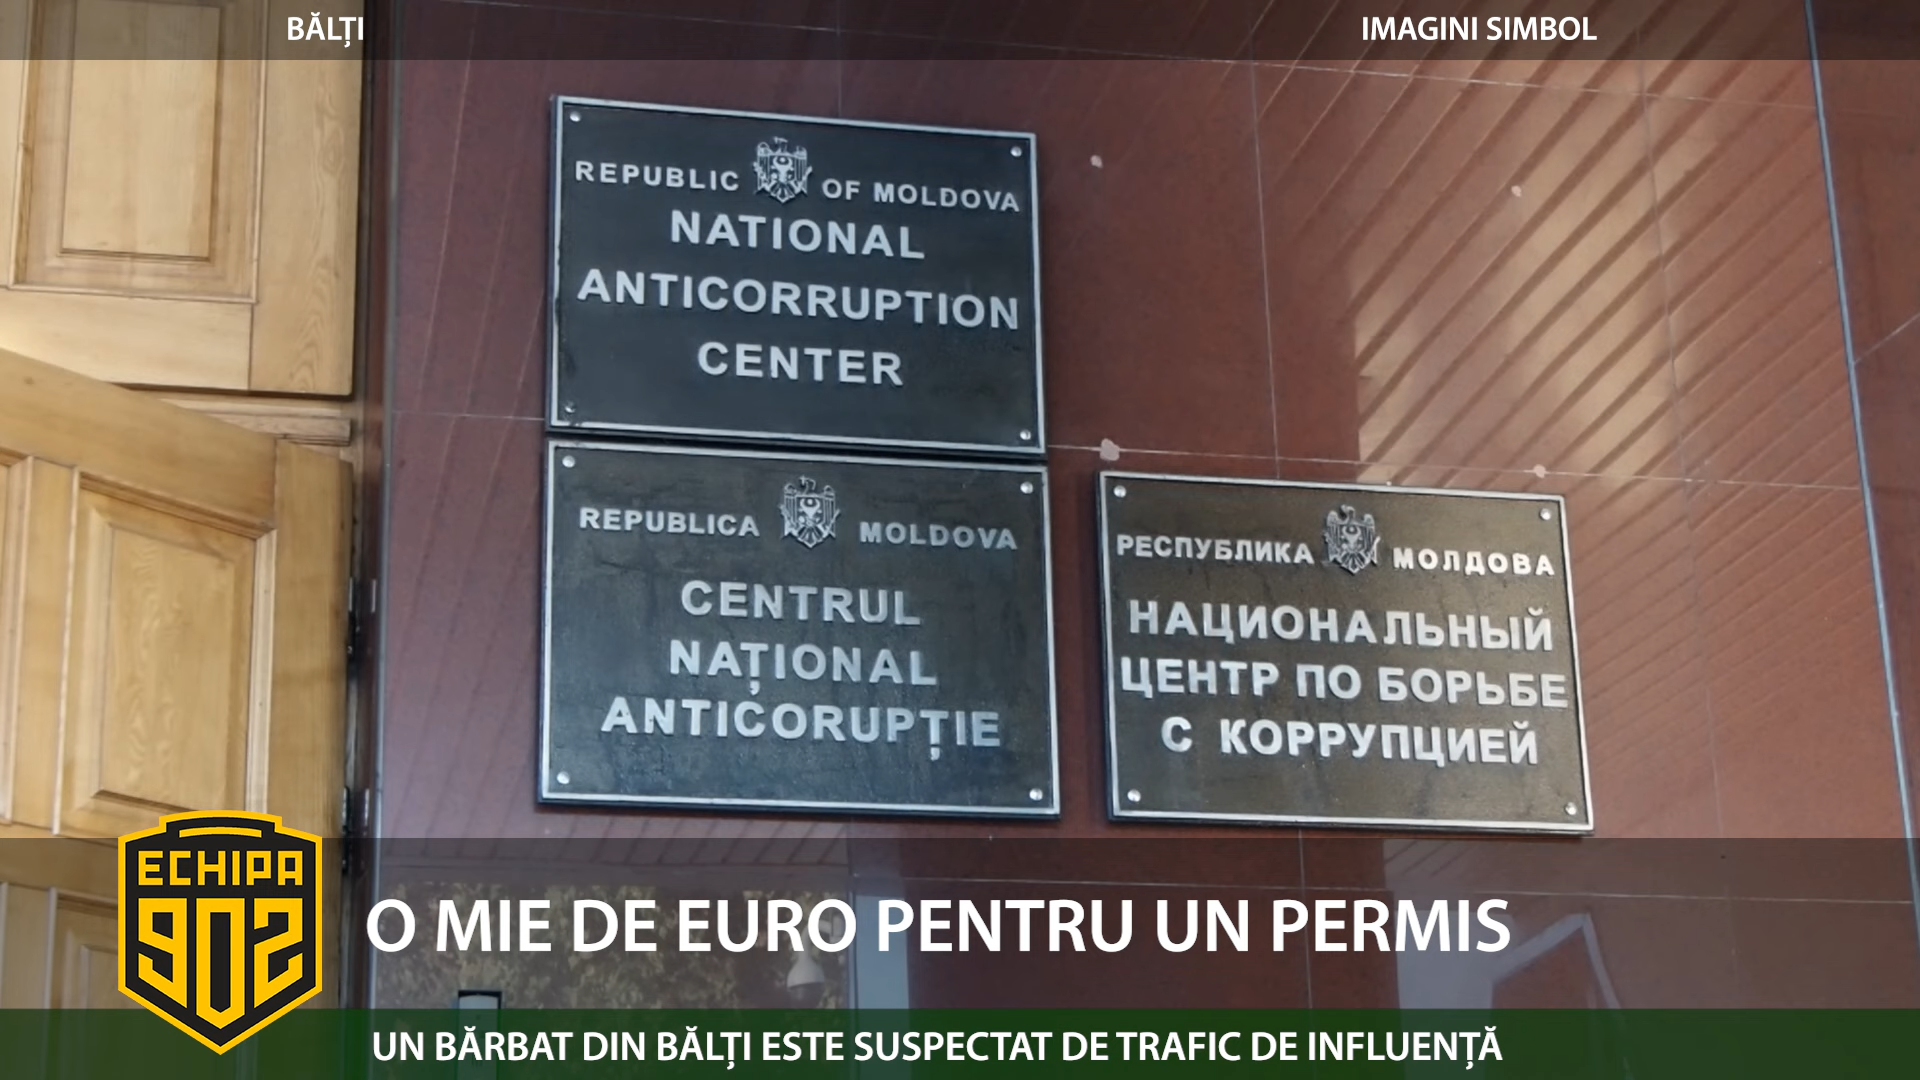 BĂLȚI
IMAGINI SIMBOL
REPUBLIC OF MOLDOVA
NATIONAL
ANTICORRUPTION
CENTER
REPUBLICA MOLDOVA
CENTRUL
NAȚIONAL
ANTICORUPȚIE
РЕСПУБЛИКА МОЛДОВА
НАЦИОНАЛЬНЫЙ
ЦЕНТР ПО БОРЬБЕ
С КОРРУПЦИЕЙ
ECHIPA
902
O MIE DE EURO PENTRU UN PERMIS
UN BĂRBAT DIN BĂLȚI ESTE SUSPECTAT DE TRAFIC DE INFLUENȚĂ